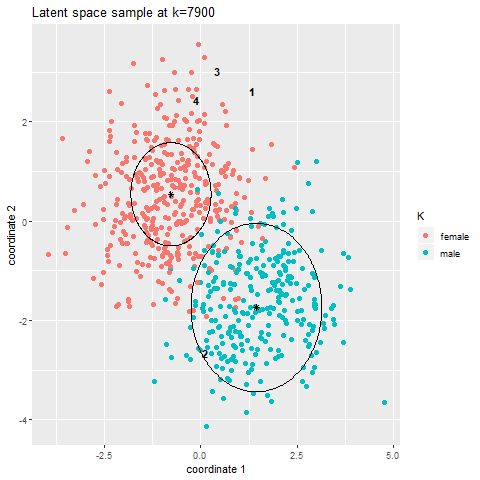 Latent space sample at k=7900
3
1
4
2
2
0
-2
2
-4
coordinate 2
-2.5
0.0
2.5
5.0
coordinate 1
K
female
male